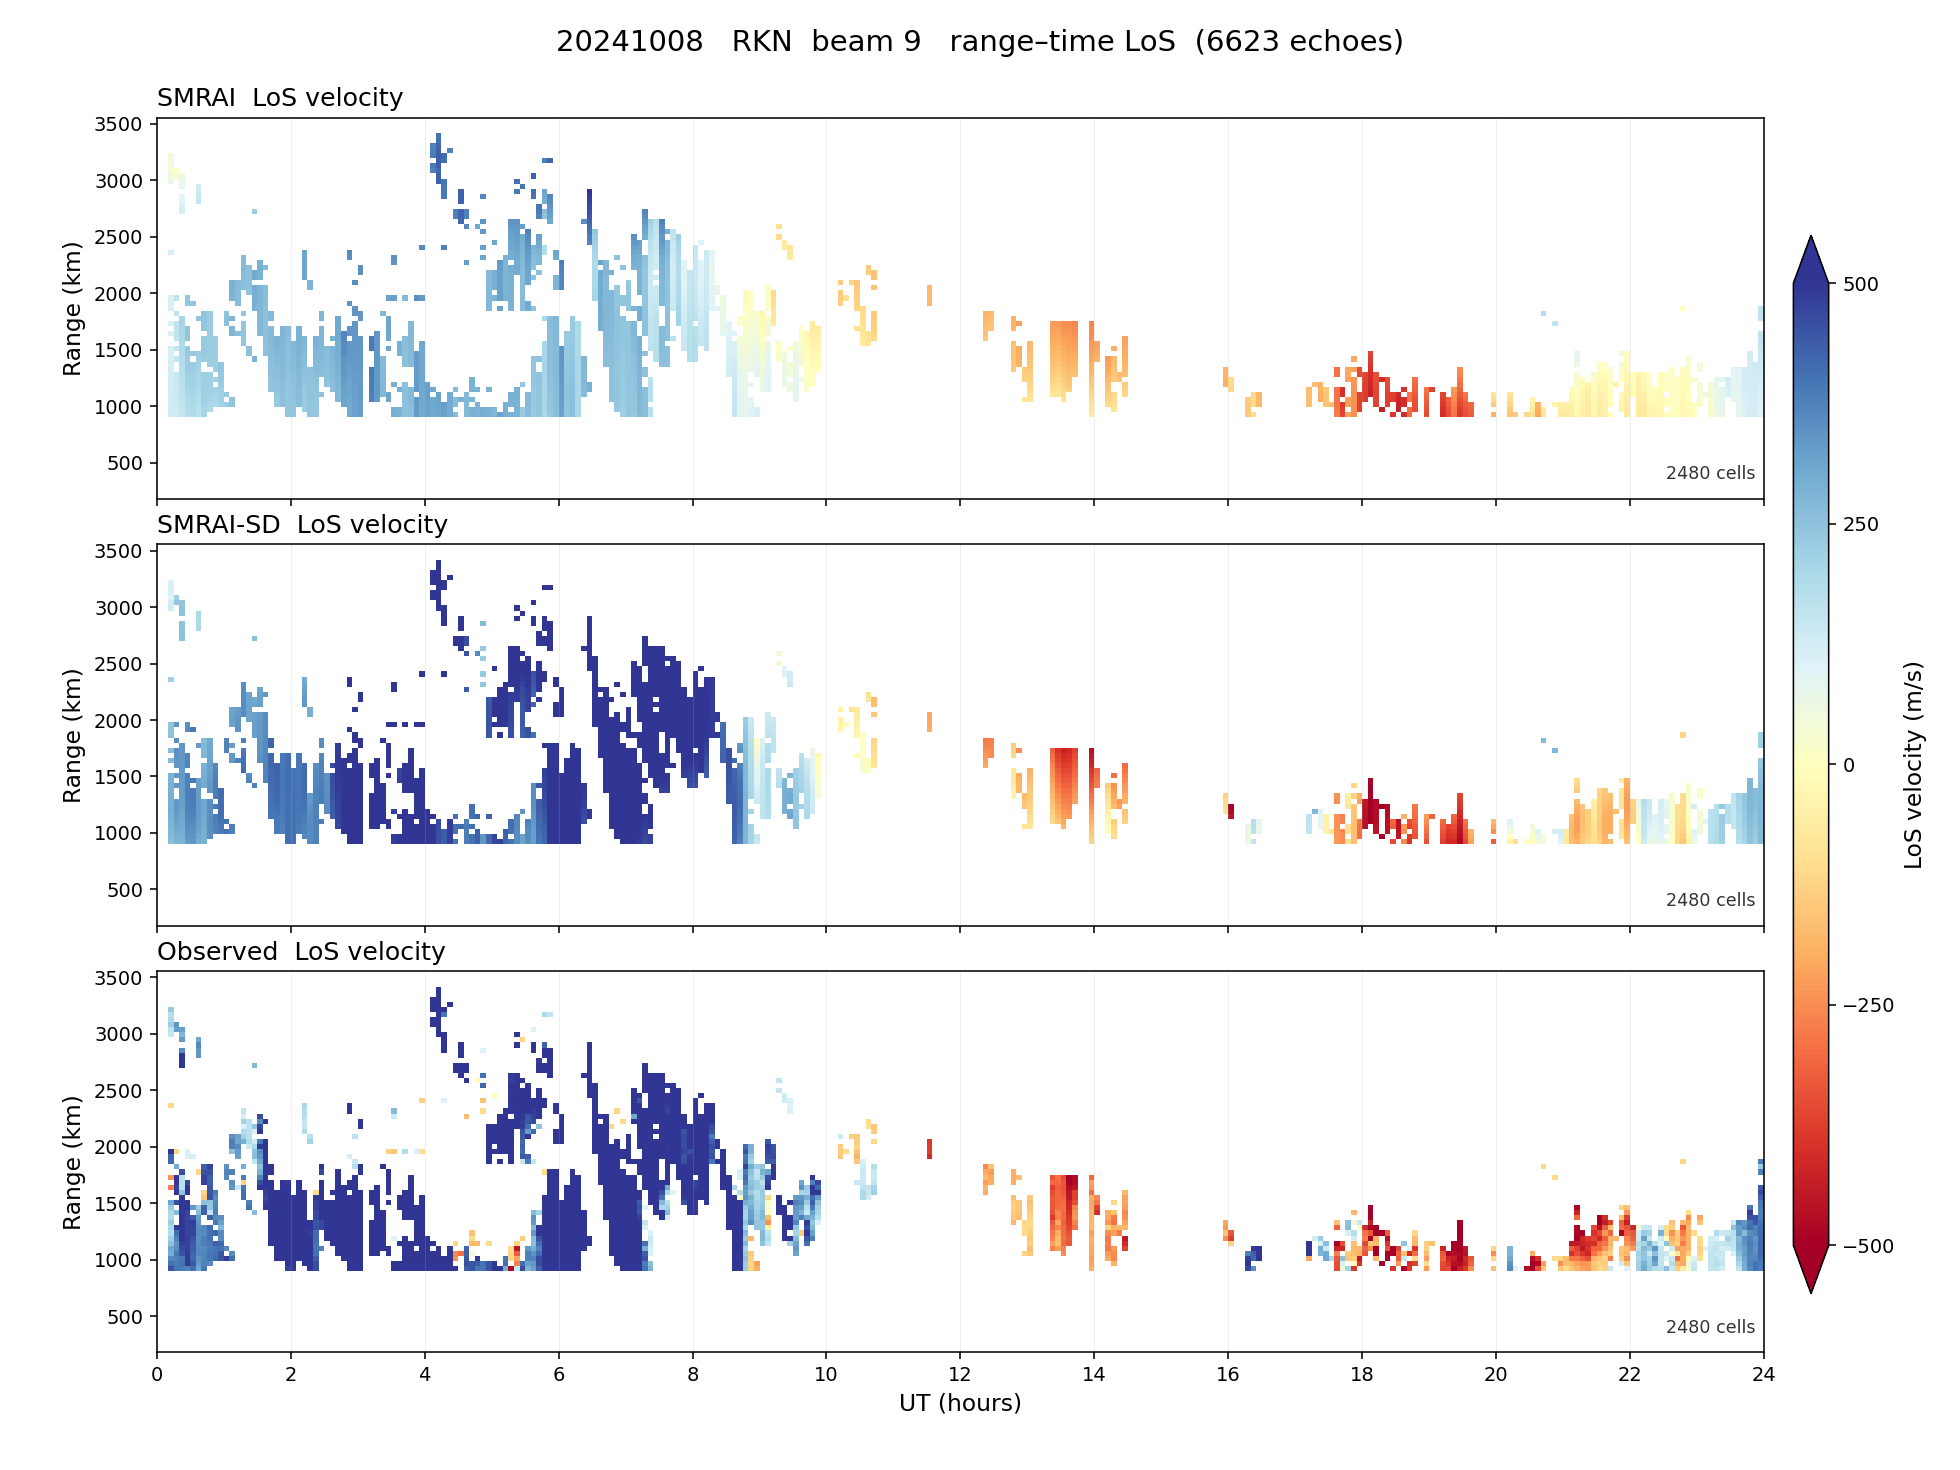 20241008   RKN  beam 9   range–time LoS  (6623 echoes)
SMRAI  LoS velocity
3500
3000
2500
2000
1500
1000
500
Range (km)
2480 cells
SMRAI-SD  LoS velocity
3500
3000
2500
2000
1500
1000
500
Range (km)
2480 cells
Observed  LoS velocity
3500
3000
2500
2000
1500
1000
500
Range (km)
2480 cells
0 2 4 6 8 10 12 14 16 18 20 22 24
UT (hours)
500
250
0
−250
−500
LoS velocity (m/s)